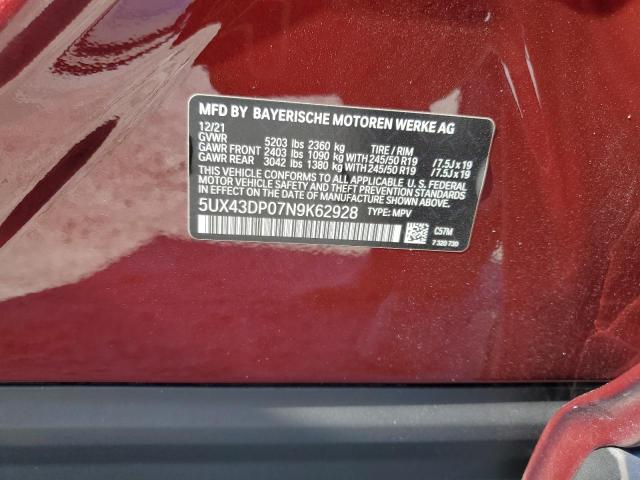 MFD BY BAYERISCHE MOTOREN WERKE AG
12/21
GVWR 5203 lbs 2360 kg TIRE / RIM
GAWR FRONT 2403 lbs 1090 kg WITH 245/50 R19 /7.5J x 19
GAWR REAR 3042 lbs 1380 kg WITH 245/50 R19 /7.5J x 19
THIS VEHICLE CONFORMS TO ALL APPLICABLE U.S. FEDERAL
MOTOR VEHICLE SAFETY AND THEFT PREVENTION STANDARDS
IN EFFECT ON THE DATE OF MANUFACTURE SHOWN ABOVE.
5UX43DP07N9K62928 TYPE: MPV
C57M
7 320 730